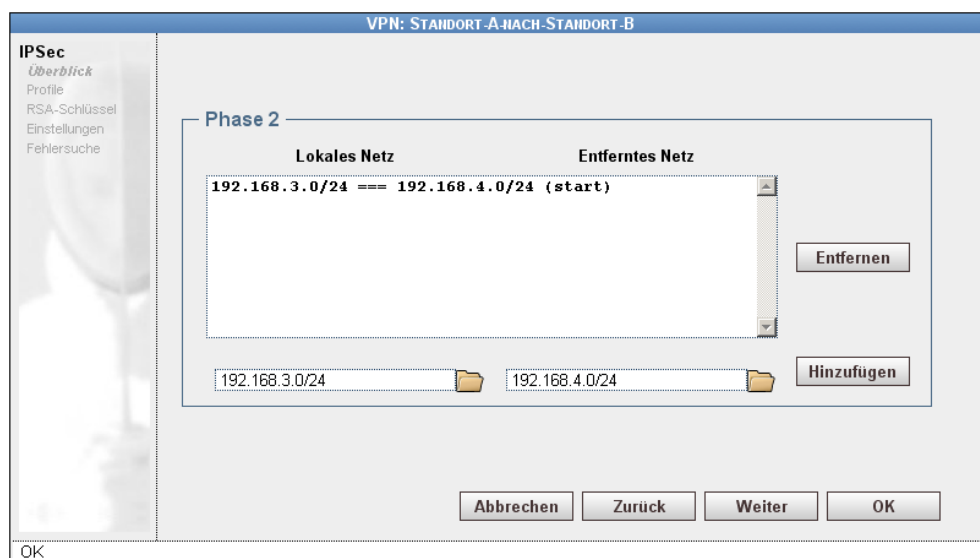 VPN: STANDORT-A-NACH-STANDORT-B
IPSec
Überblick
Profile
RSA-Schlüssel
Einstellungen
Fehlersuche
Phase 2
Lokales Netz Entferntes Netz
192.168.3.0/24 === 192.168.4.0/24 (start)
Entfernen
192.168.3.0/24 192.168.4.0/24 Hinzufügen
Abbrechen Zurück Weiter OK
OK